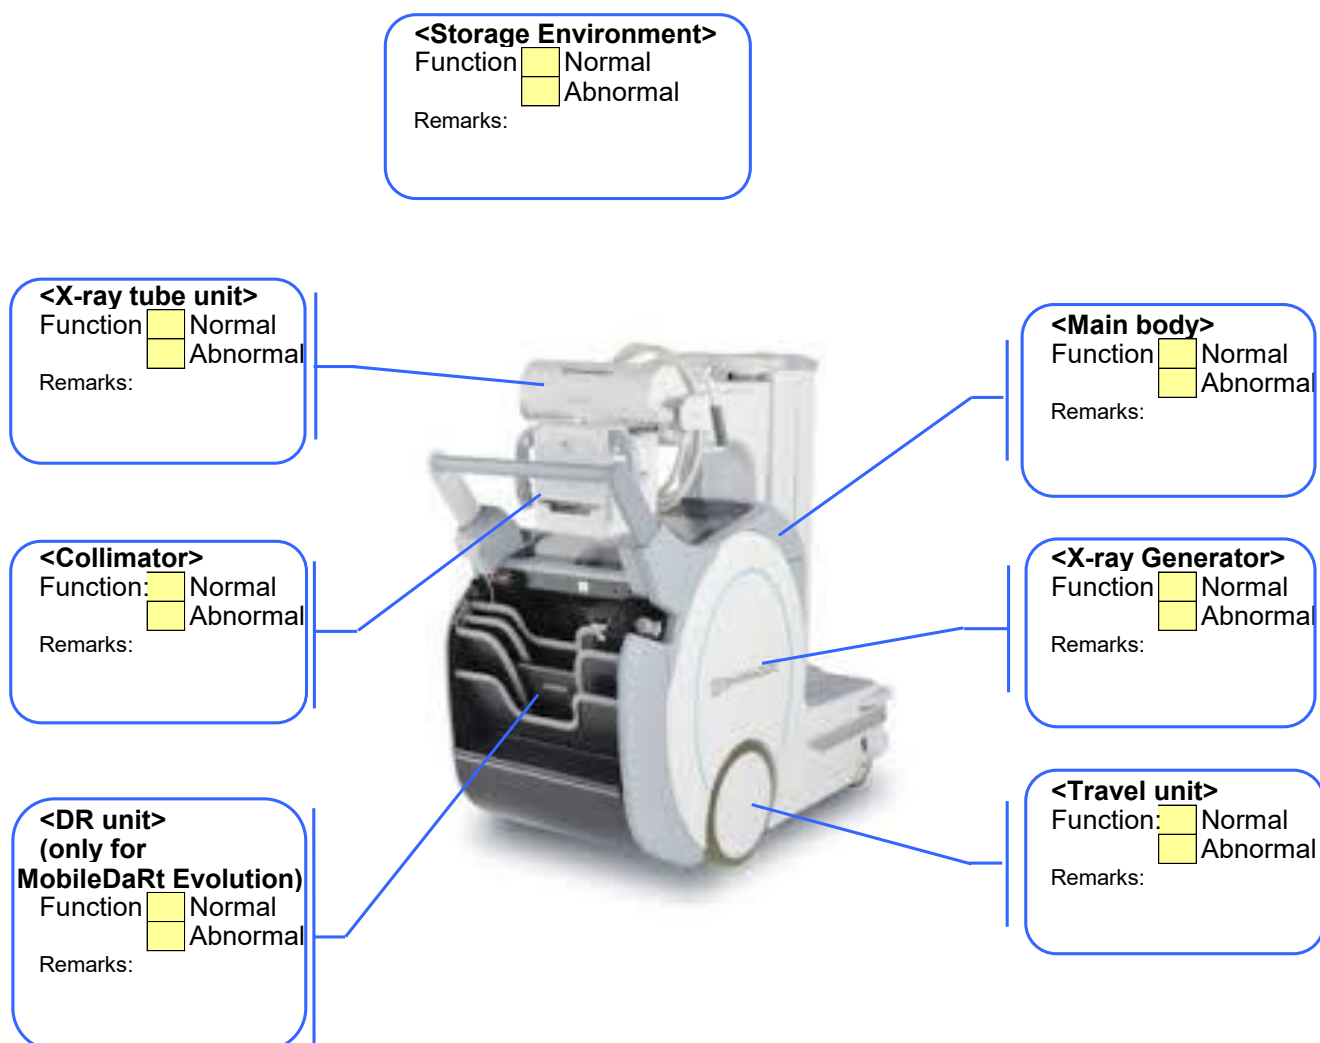 <Storage Environment>
Function Normal
Abnormal
Remarks:
<X-ray tube unit>
Function Normal
Abnormal
Remarks:
<Main body>
Function Normal
Abnormal
Remarks:
<Collimator>
Function: Normal
Abnormal
Remarks:
<X-ray Generator>
Function Normal
Abnormal
Remarks:
<DR unit>
(only for
MobileDaRt Evolution)
Function Normal
Abnormal
Remarks:
<Travel unit>
Function: Normal
Abnormal
Remarks: